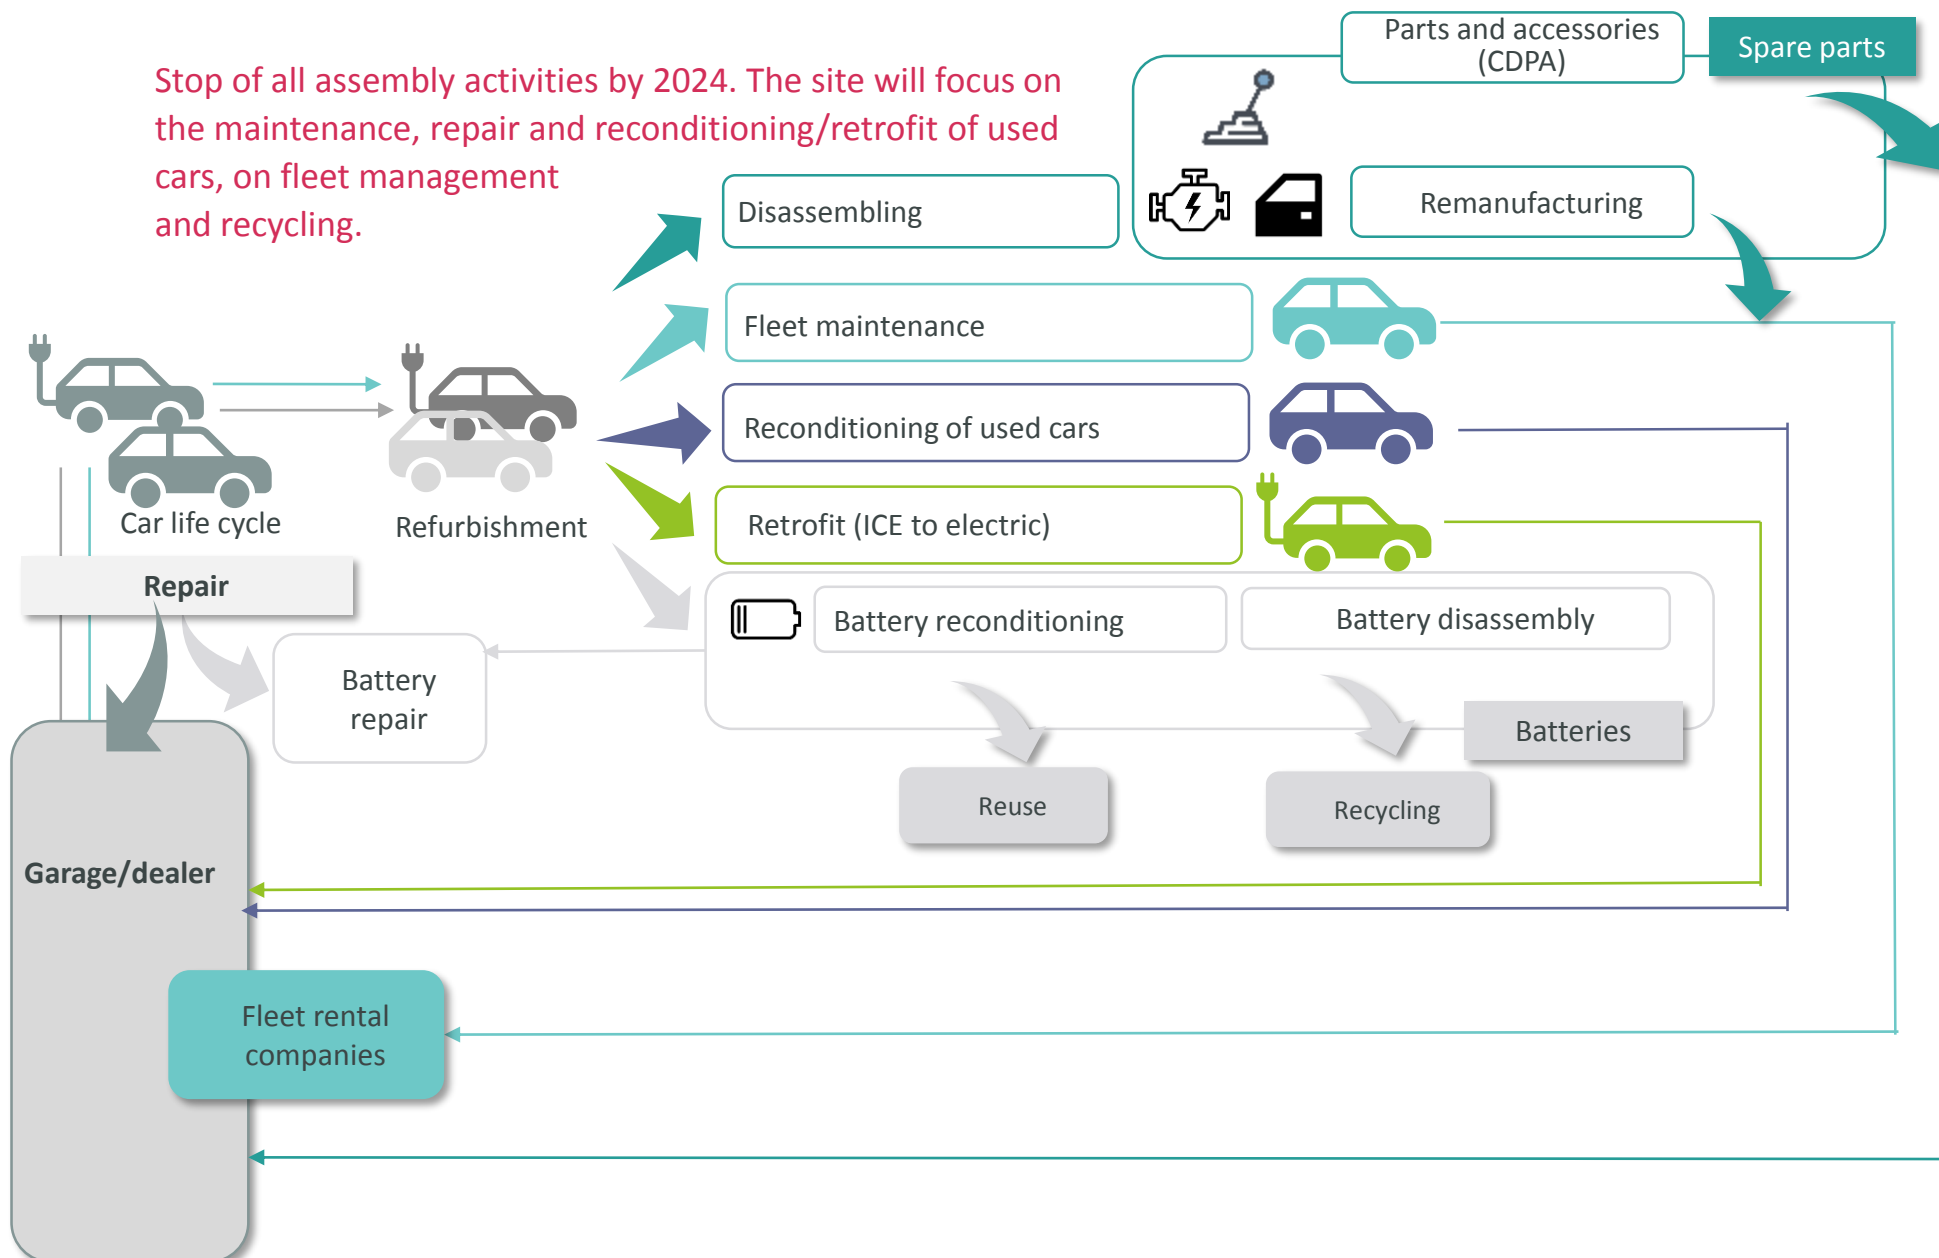 Parts and accessories
(CDPA)
Spare parts
Stop of all assembly activities by 2024. The site will focus on
the maintenance, repair and reconditioning/retrofit of used
cars, on fleet management
and recycling.
Disassembling
Remanufacturing
Fleet maintenance
Reconditioning of used cars
Retrofit (ICE to electric)
Car life cycle
Refurbishment
Repair
Battery reconditioning
Battery disassembly
Battery
repair
Batteries
Reuse
Recycling
Garage/dealer
Fleet rental
companies